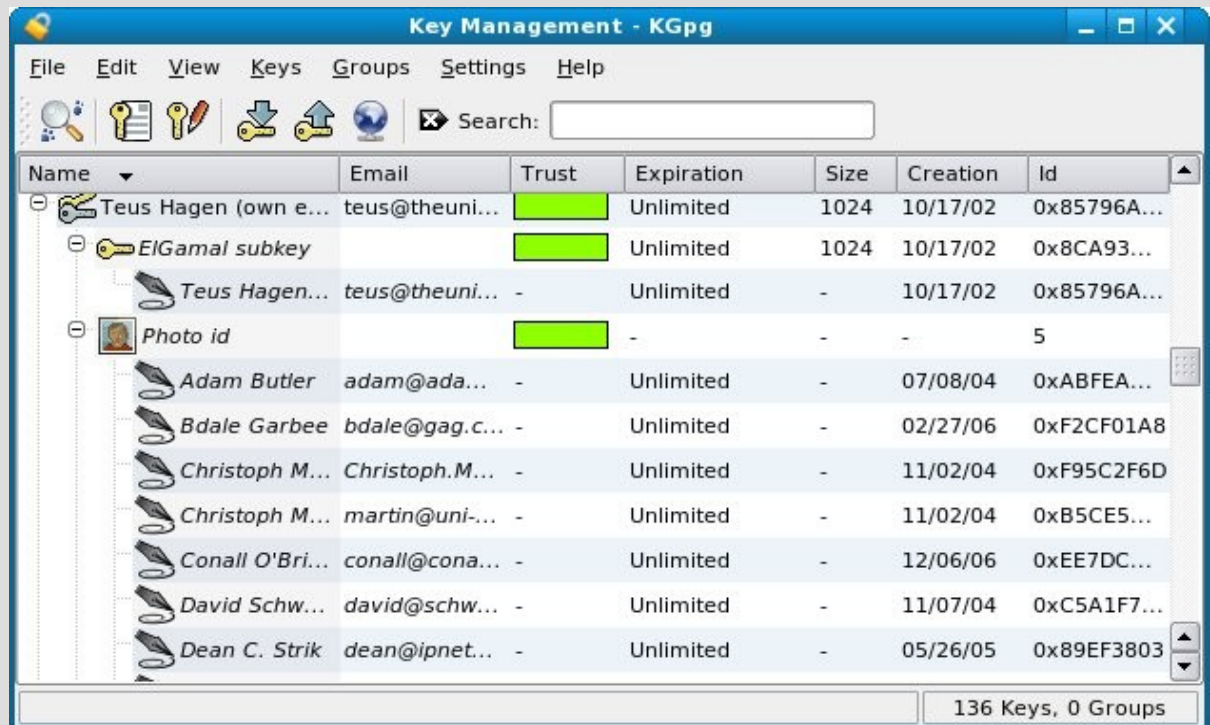 Key Management - KGpg
File Edit View Keys Groups Settings Help
Search:
Name Email Trust Expiration Size Creation Id
Teus Hagen (own e... teus@theuni... Unlimited 1024 10/17/02 0x85796A...
ElGamal subkey Unlimited 1024 10/17/02 0x8CA93...
Teus Hagen... teus@theuni... - Unlimited - 10/17/02 0x85796A...
Photo id - - - 5
Adam Butler adam@ada... - Unlimited - 07/08/04 0xABFEA...
Bdale Garbee bdale@gag.c... - Unlimited - 02/27/06 0xF2CF01A8
Christoph M... Christoph.M... - Unlimited - 11/02/04 0xF95C2F6D
Christoph M... martin@uni-... - Unlimited - 11/02/04 0xB5CE5...
Conall O'Bri... conall@cona... - Unlimited - 12/06/06 0xEE7DC...
David Schw... david@schw... - Unlimited - 11/07/04 0xC5A1F7...
Dean C. Strik dean@ipnet... - Unlimited - 05/26/05 0x89EF3803
136 Keys, 0 Groups